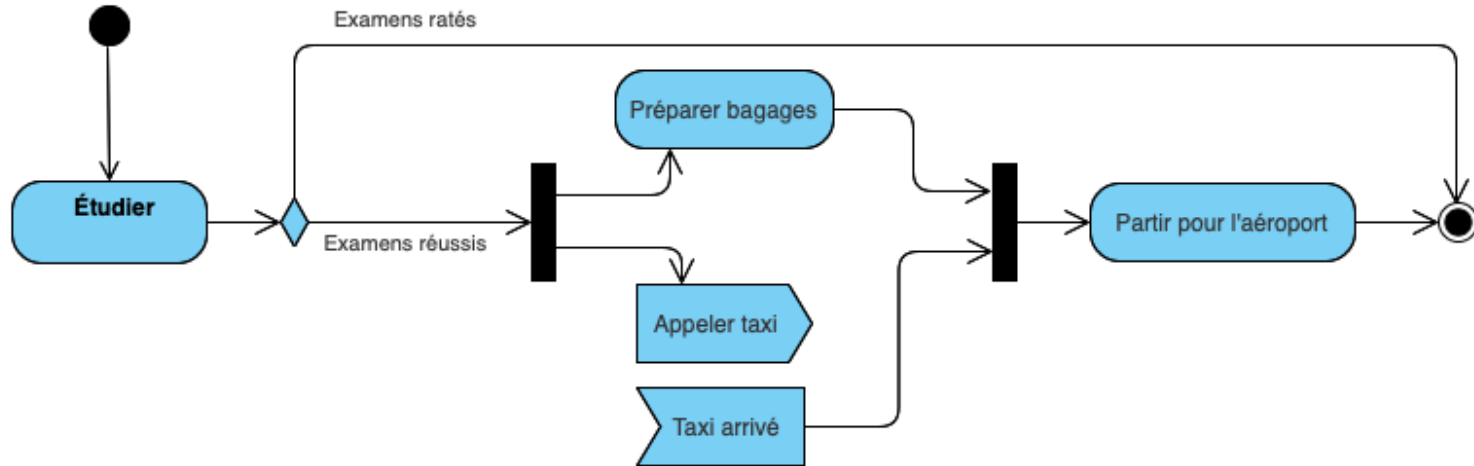 Examens ratés
Préparer bagages
Étudier
Examens réussis
Partir pour l'aéroport
Appeler taxi
Taxi arrivé